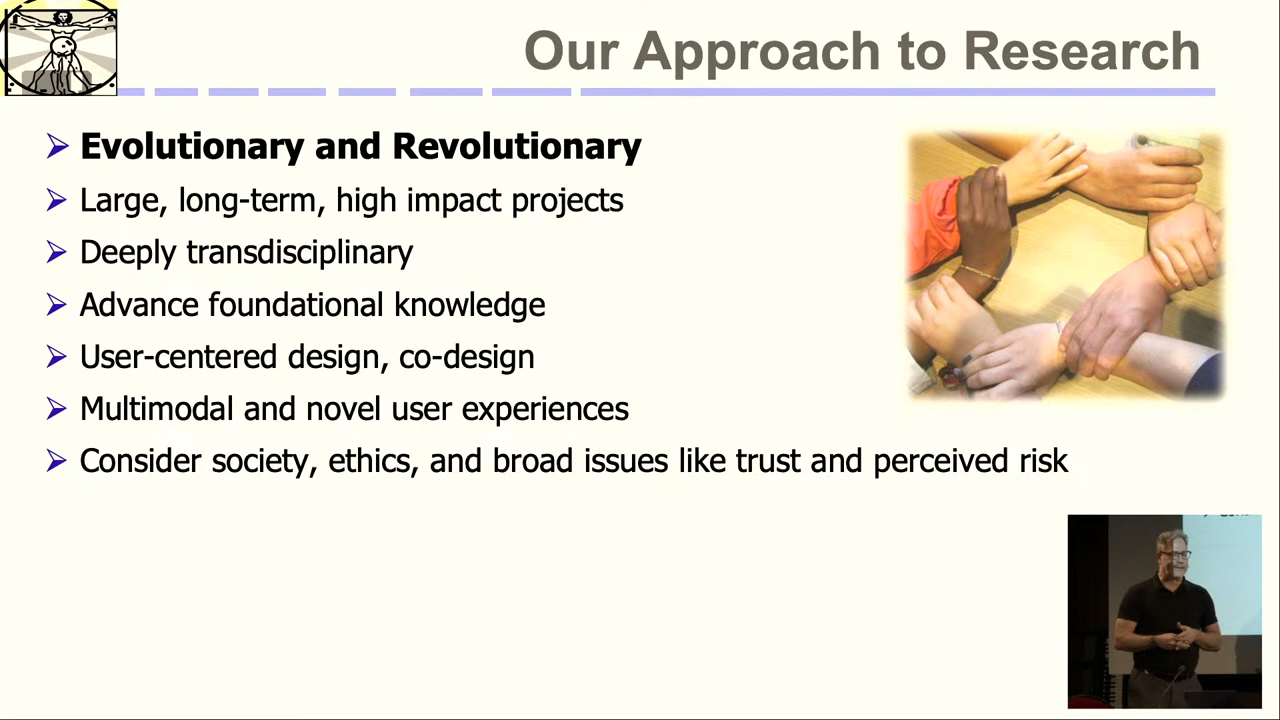 Our Approach to Research
Evolutionary and Revolutionary
Large, long-term, high impact projects
Deeply transdisciplinary
Advance foundational knowledge
User-centered design, co-design
Multimodal and novel user experiences
Consider society, ethics, and broad issues like trust and perceived risk